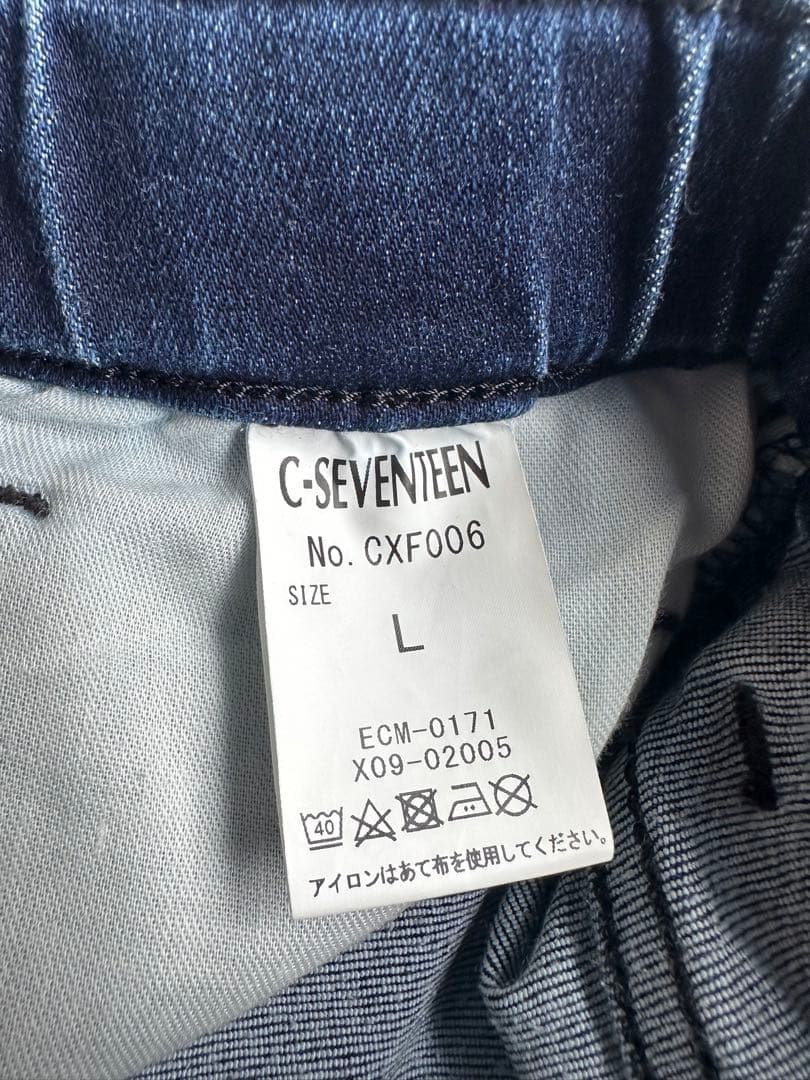 C-SEVENTEEN
No. CXF006
SIZE
L
ECM-0171
X09-02005
40
アイロンはあて布を使用してください。